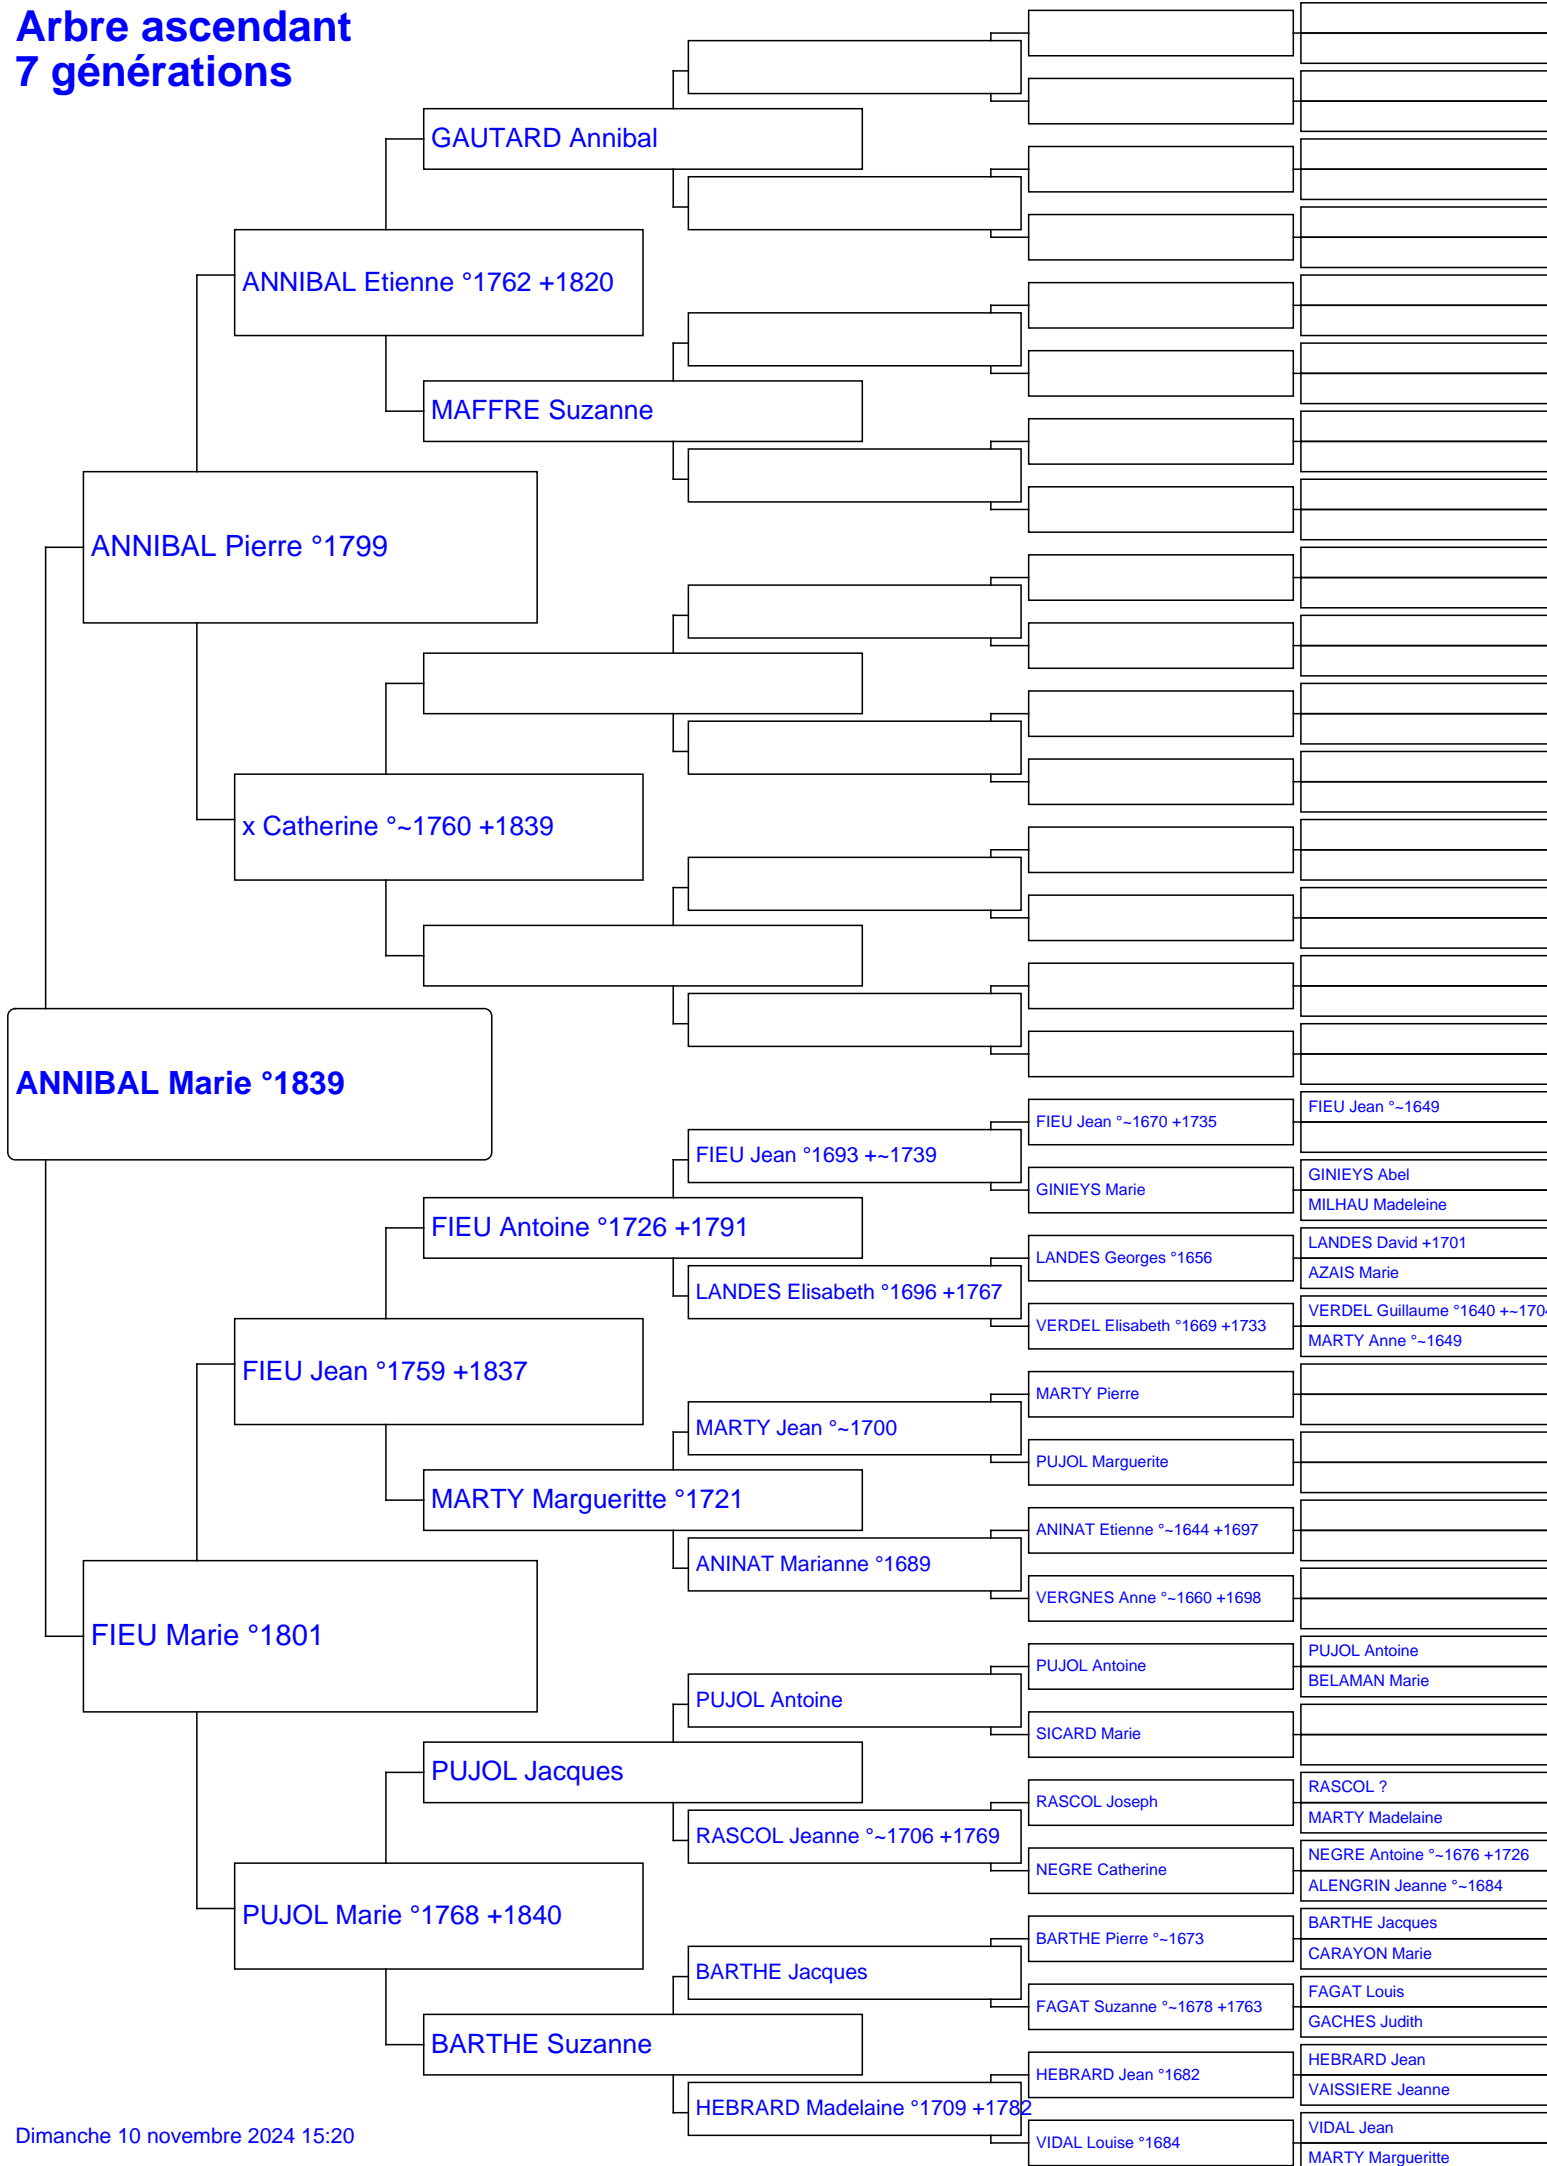 Arbre ascendant
7 générations
GAUTARD Annibal
ANNIBAL Etienne °1762 +1820
MAFFRE Suzanne
ANNIBAL Pierre °1799
x Catherine °~1760 +1839
ANNIBAL Marie °1839
FIEU Jean °~1649
FIEU Jean °~1670 +1735
FIEU Jean °1693 +~1739
GINIEYS Abel
GINIEYS Marie
MILHAU Madeleine
FIEU Antoine °1726 +1791
LANDES David +1701
LANDES Georges °1656
AZAIS Marie
LANDES Elisabeth °1696 +1767
VERDEL Guillaume °1640 +~1704
VERDEL Elisabeth °1669 +1733
MARTY Anne °~1649
FIEU Jean °1759 +1837
MARTY Pierre
MARTY Jean °~1700
PUJOL Marguerite
MARTY Margueritte °1721
ANINAT Etienne °~1644 +1697
ANINAT Marianne °1689
VERGNES Anne °~1660 +1698
FIEU Marie °1801
PUJOL Antoine
PUJOL Antoine
BELAMAN Marie
PUJOL Antoine
SICARD Marie
PUJOL Jacques
RASCOL ?
RASCOL Joseph
MARTY Madelaine
RASCOL Jeanne °~1706 +1769
NEGRE Antoine °~1676 +1726
NEGRE Catherine
ALENGRIN Jeanne °~1684
PUJOL Marie °1768 +1840
BARTHE Jacques
BARTHE Pierre °~1673
CARAYON Marie
BARTHE Jacques
FAGAT Louis
FAGAT Suzanne °~1678 +1763
GACHES Judith
BARTHE Suzanne
HEBRARD Jean
HEBRARD Jean °1682
VAISSIERE Jeanne
HEBRARD Madelaine °1709 +1782
VIDAL Jean
VIDAL Louise °1684
MARTY Margueritte
Dimanche 10 novembre 2024 15:20